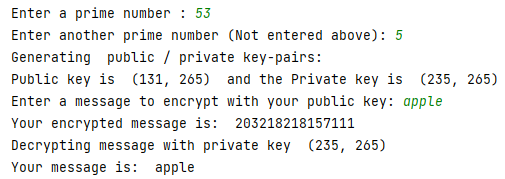 Enter a prime number : 53
Enter another prime number (Not entered above): 5
Generating  public / private key-pairs:
Public key is  (131, 265)  and the Private key is  (235, 265)
Enter a message to encrypt with your public key: apple
Your encrypted message is:  203218218157111
Decrypting message with private key  (235, 265)
Your message is:  apple